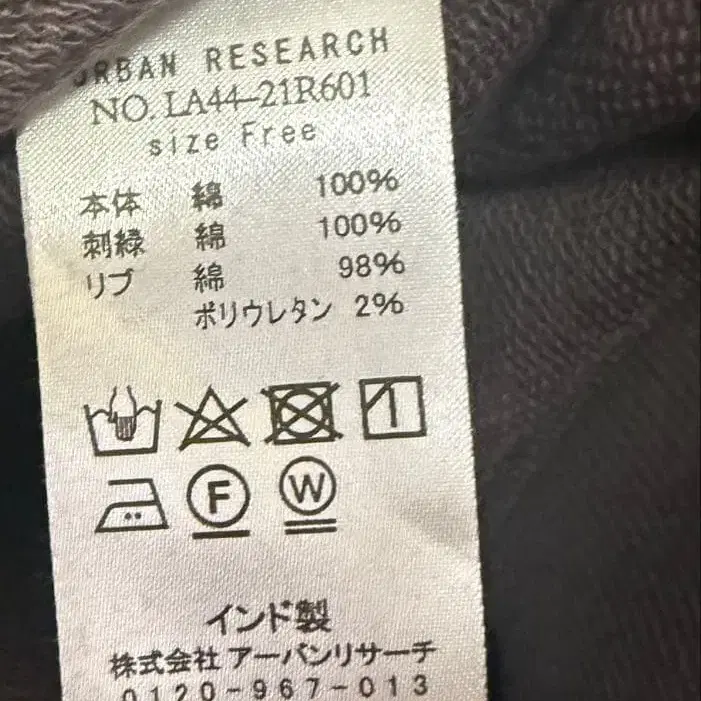 URBAN RESEARCH
NO. LA44-21R601
size Free
本体 綿 100%
刺繍 綿 100%
リブ 綿 98%
ポリウレタン 2%
F W
インド製
株式会社 アーバンリサーチ
0120-967-013